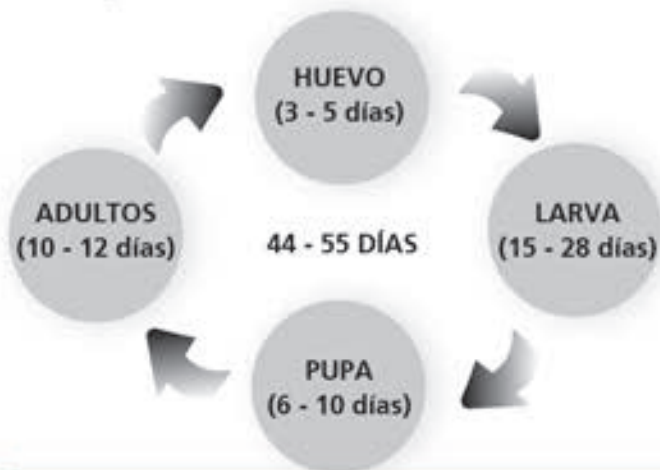 HUEVO
(3 - 5 días)
ADULTOS
(10 - 12 días)
44 - 55 DÍAS
LARVA
(15 - 28 días)
PUPA
(6 - 10 días)